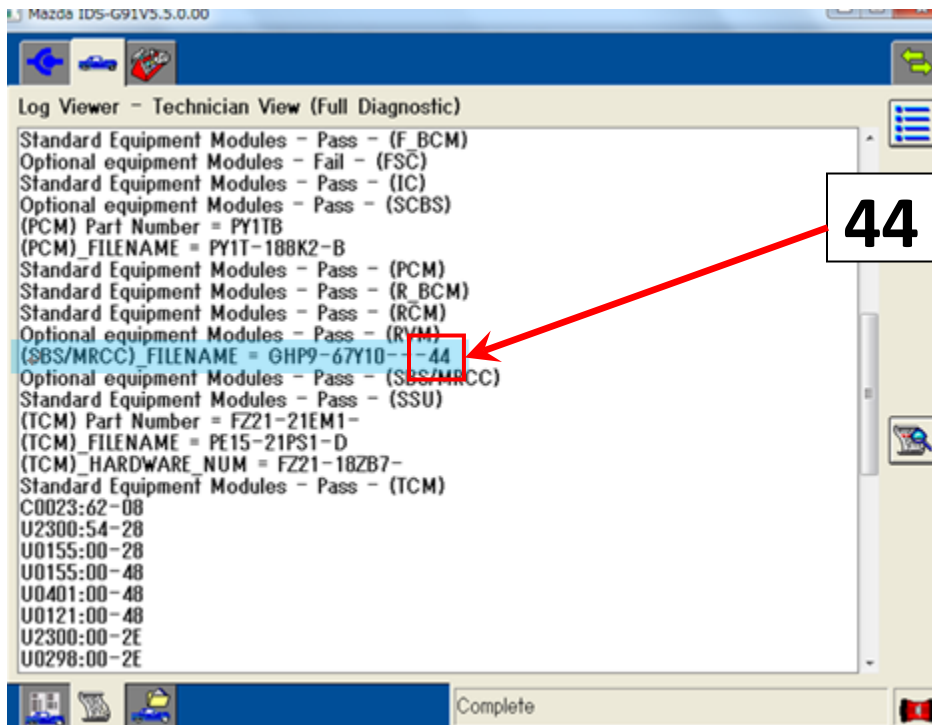 Mazda IDS-G91V5.5.0.00
Log Viewer - Technician View (Full Diagnostic)
Standard Equipment Modules - Pass - (F_BCM)
Optional equipment Modules - Fail - (FSC)
Standard Equipment Modules - Pass - (IC)
Optional equipment Modules - Pass - (SCBS)
(PCM) Part Number = PY1TB
(PCM)_FILENAME = PY1T-188K2-B
Standard Equipment Modules - Pass - (PCM)
Standard Equipment Modules - Pass - (R_BCM)
Standard Equipment Modules - Pass - (RCM)
Optional equipment Modules - Pass - (RVM)
(SBS/MRCC)_FILENAME = GHP9-67Y10---44
Optional equipment Modules - Pass - (SBS/MRCC)
Standard Equipment Modules - Pass - (SSU)
(TCM) Part Number = FZ21-21EM1-
(TCM)_FILENAME = PE15-21PS1-D
(TCM)_HARDWARE_NUM = FZ21-18ZB7-
Standard Equipment Modules - Pass - (TCM)
C0023:62-08
U2300:54-28
U0155:00-28
U0155:00-48
U0401:00-48
U0121:00-48
U2300:00-2E
U0298:00-2E
44
Complete